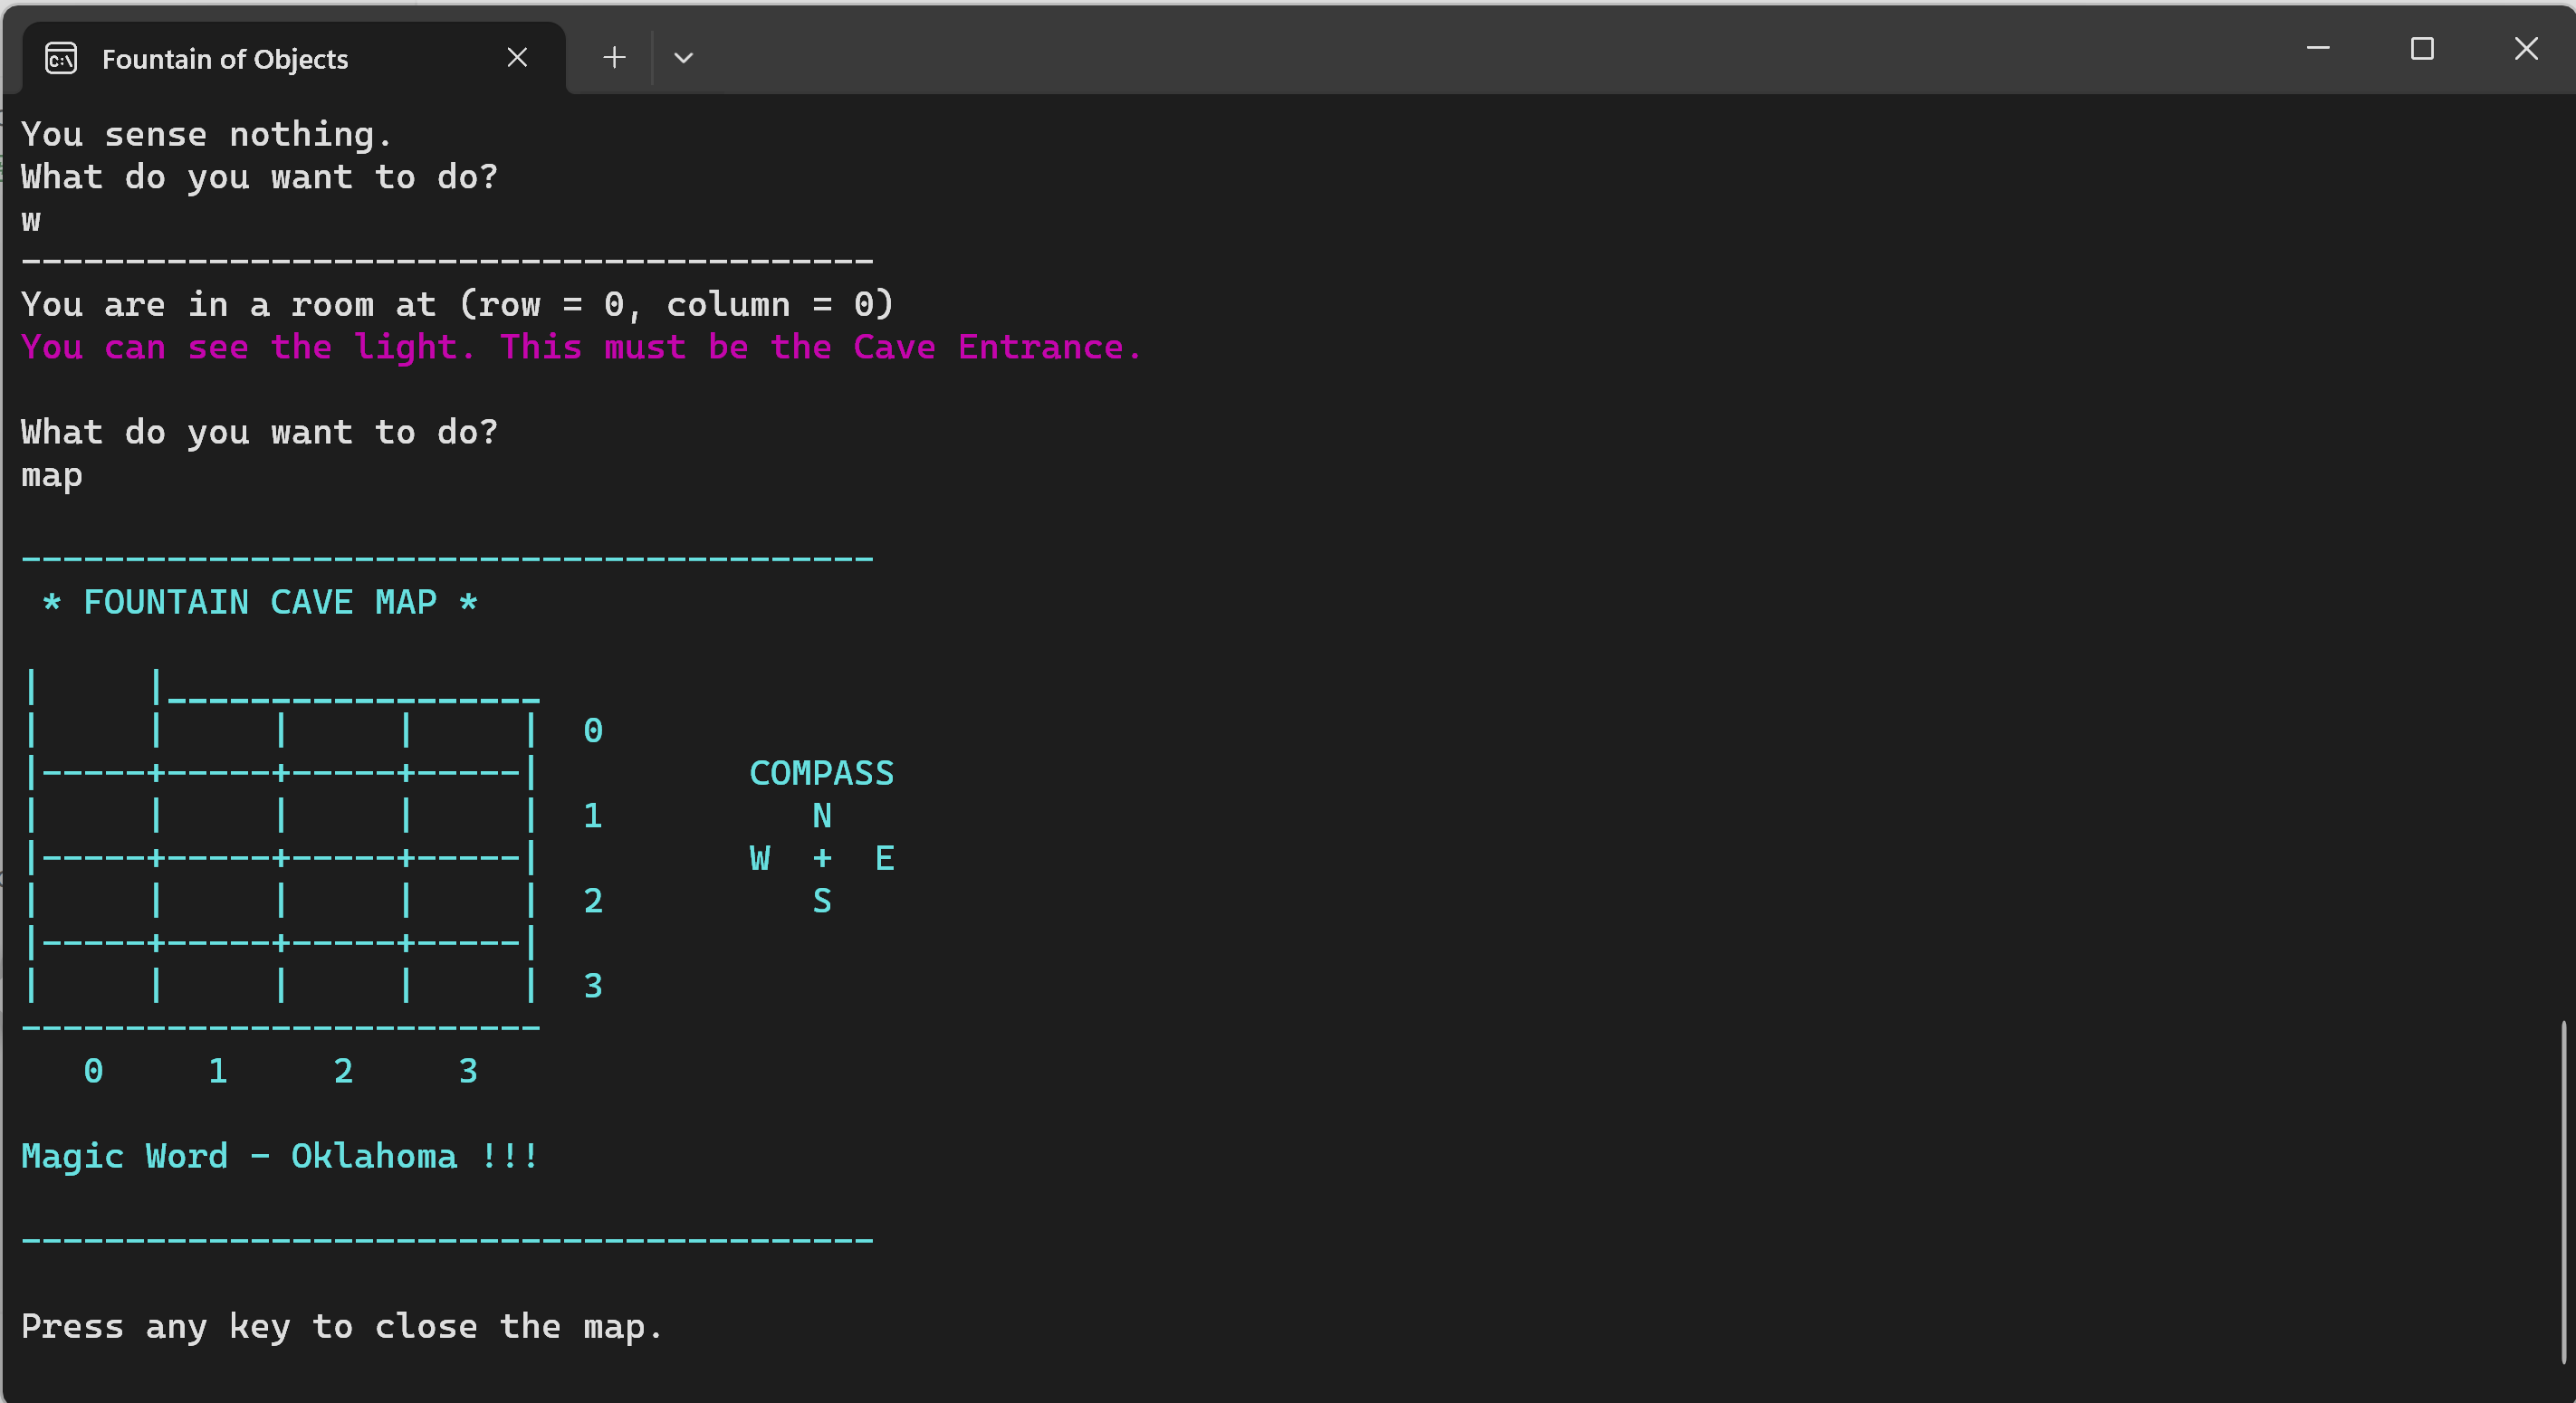 Fountain of Objects
You sense nothing.
What do you want to do?
w
-----------------------------------------
You are in a room at (row = 0, column = 0)
You can see the light. This must be the Cave Entrance.
What do you want to do?
map
-----------------------------------------
 * FOUNTAIN CAVE MAP *
|     |__________________
|     |     |     |     |  0
|-----+-----+-----+-----|       COMPASS
|     |     |     |     |  1          N
|-----+-----+-----+-----|       W  +  E
|     |     |     |     |  2          S
|-----+-----+-----+-----|
|     |     |     |     |  3
-------------------------
   0     1     2     3
Magic Word - Oklahoma !!!
-----------------------------------------
Press any key to close the map.